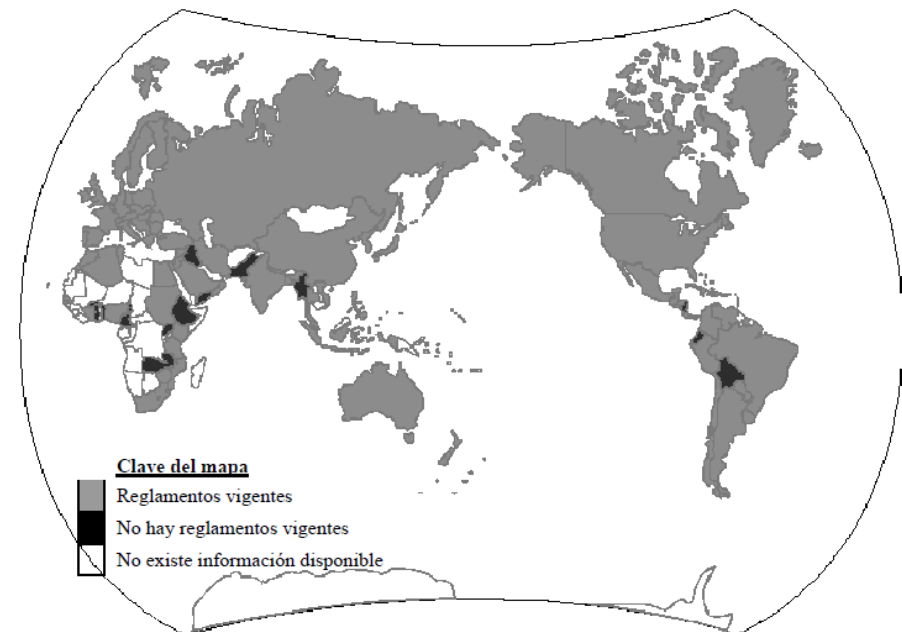 Clave del mapa
Reglamentos vigentes
No hay reglamentos vigentes
No existe información disponible